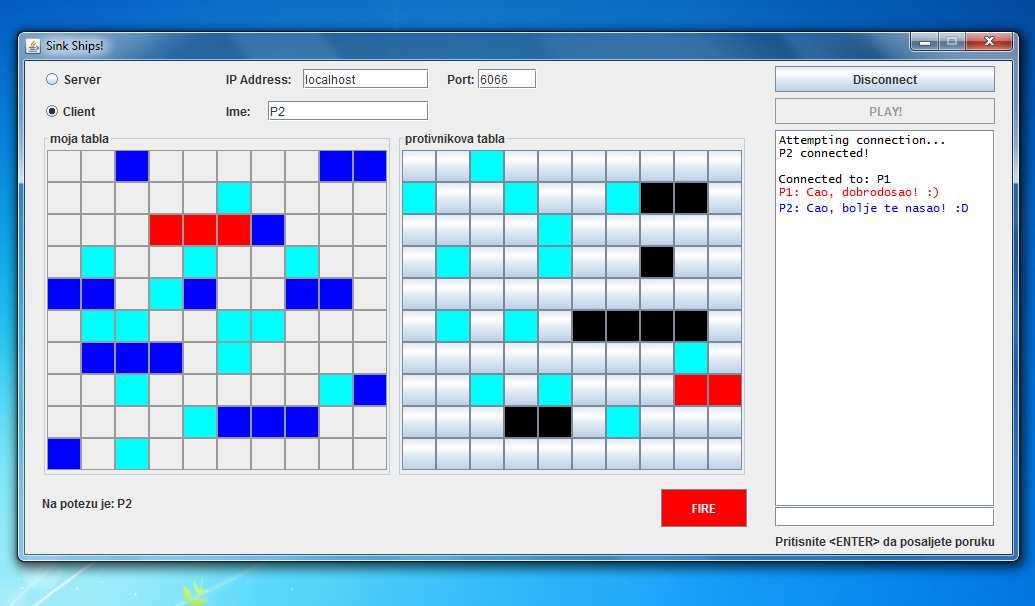 Sink Ships!
Server
IP Address: localhost
Port: 6066
Disconnect
Client
Ime: P2
PLAY!
moja tabla
protivnikova tabla
Attempting connection...
P2 connected!
Connected to: P1
P1: Cao, dobrodosao! :)
P2: Cao, bolje te nasao! :D
Na potezu je: P2
FIRE
Pritisnite <ENTER> da posaljete poruku